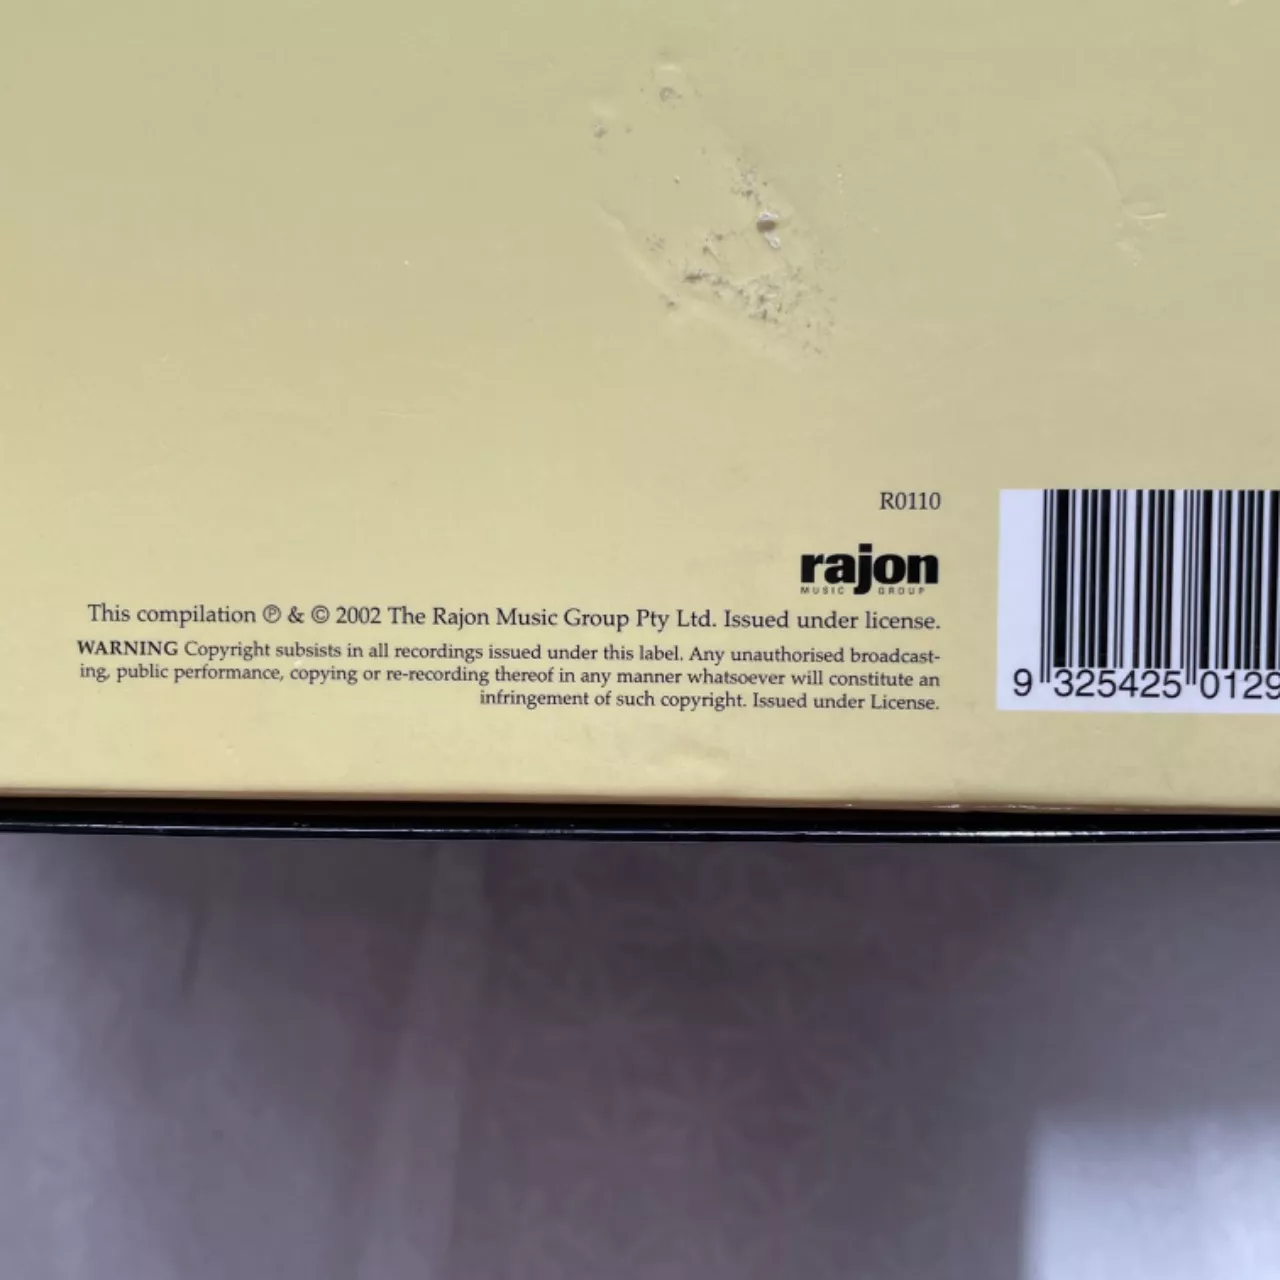 R0110
rajon
MUSIC GROUP
This compilation ℗ & © 2002 The Rajon Music Group Pty Ltd. Issued under license.
WARNING Copyright subsists in all recordings issued under this label. Any unauthorised broadcast-
ing, public performance, copying or re-recording thereof in any manner whatsoever will constitute an
infringement of such copyright. Issued under License.
9 325425 0129